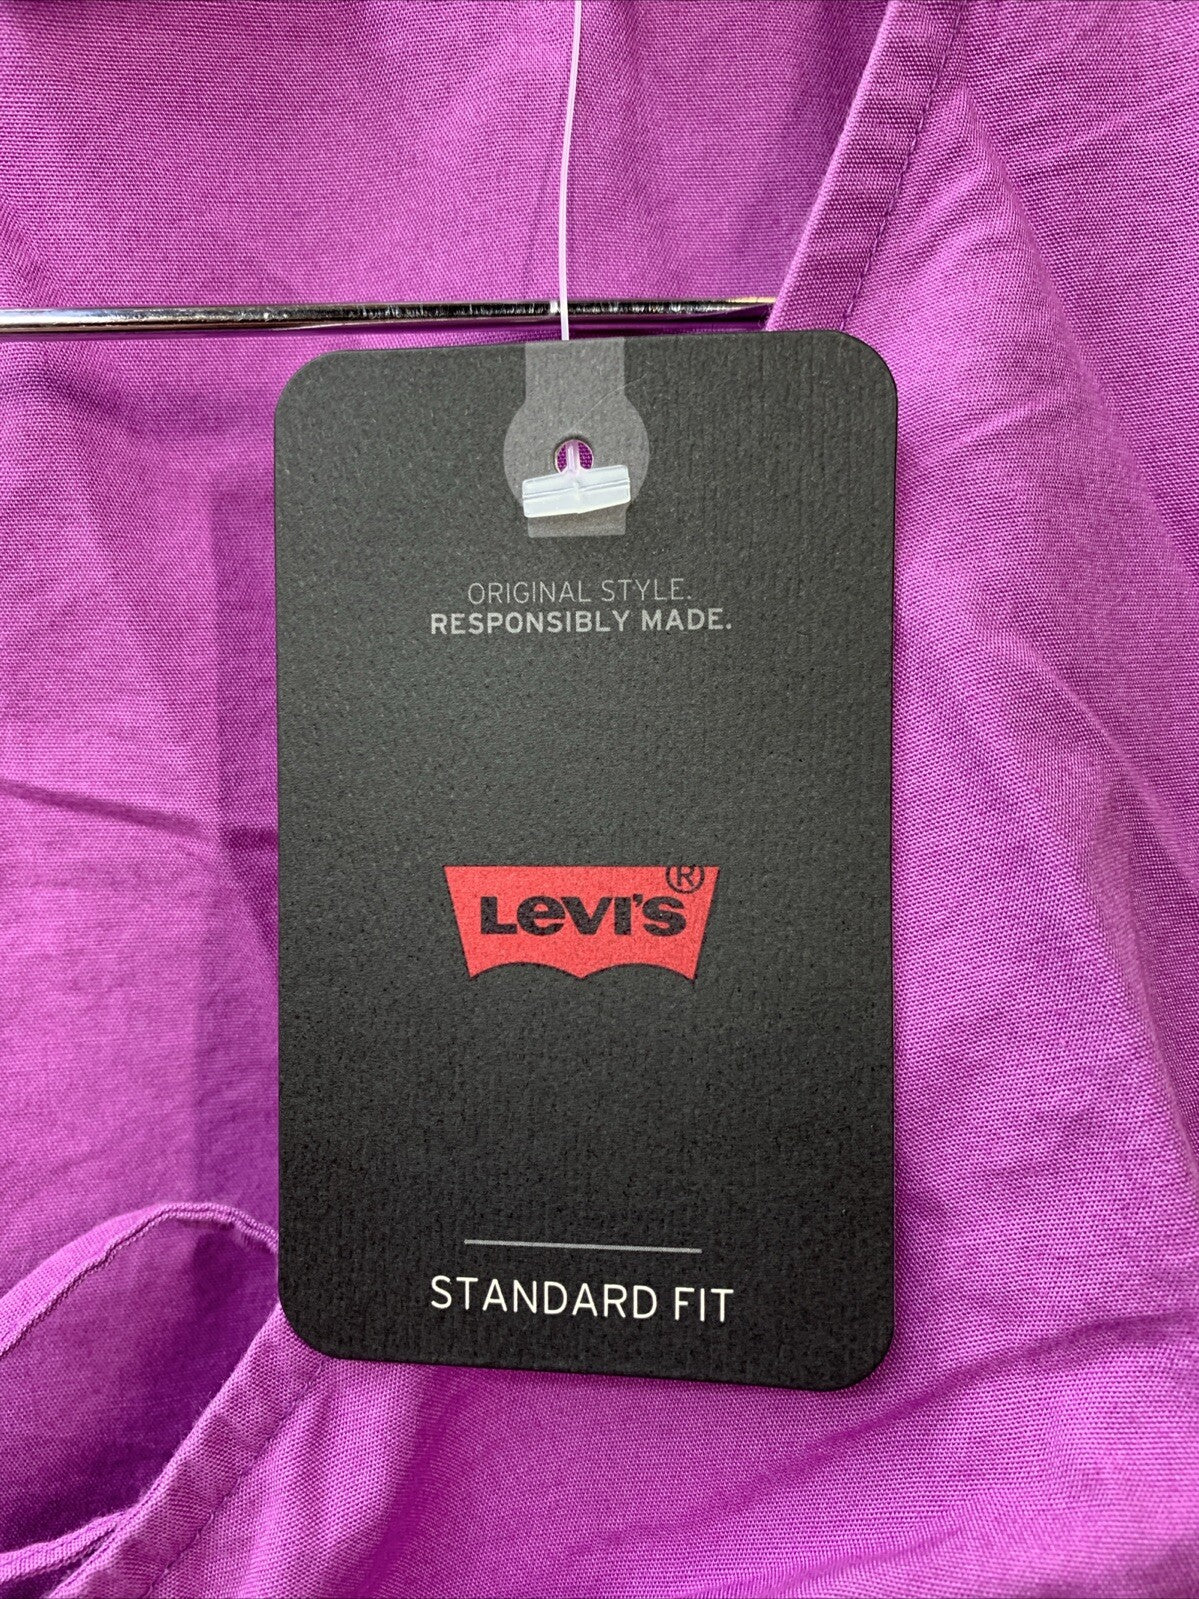 ORIGINAL STYLE.
RESPONSIBLY MADE.
Levi's®
STANDARD FIT